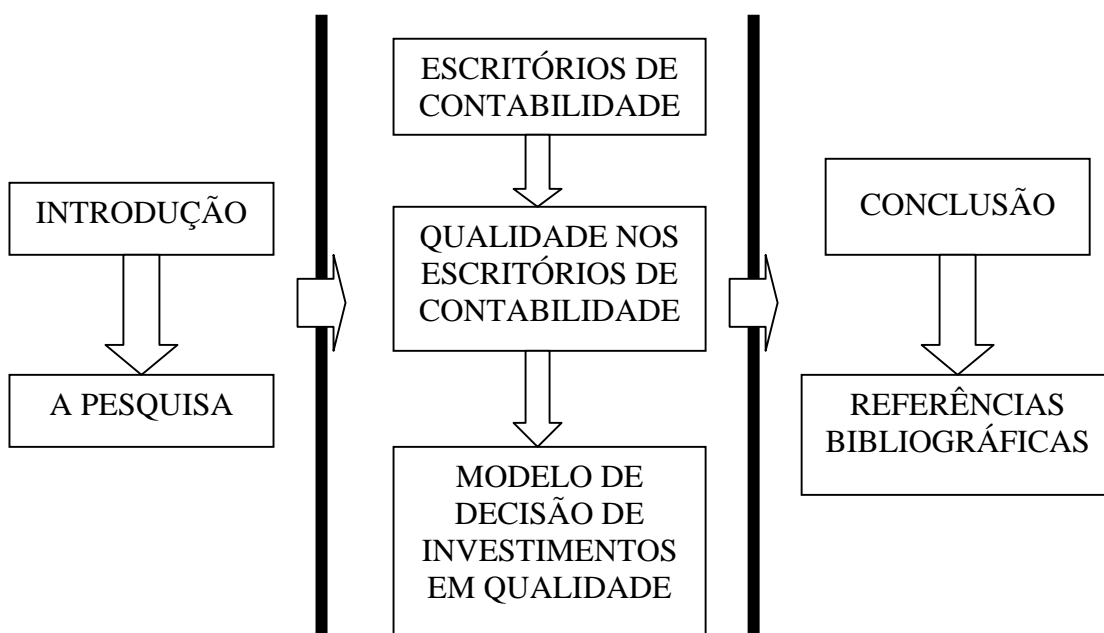 INTRODUÇÃO
A PESQUISA
ESCRITÓRIOS DE
CONTABILIDADE
QUALIDADE NOS
ESCRITÓRIOS DE
CONTABILIDADE
MODELO DE
DECISÃO DE
INVESTIMENTOS
EM QUALIDADE
CONCLUSÃO
REFERÊNCIAS
BIBLIOGRÁFICAS